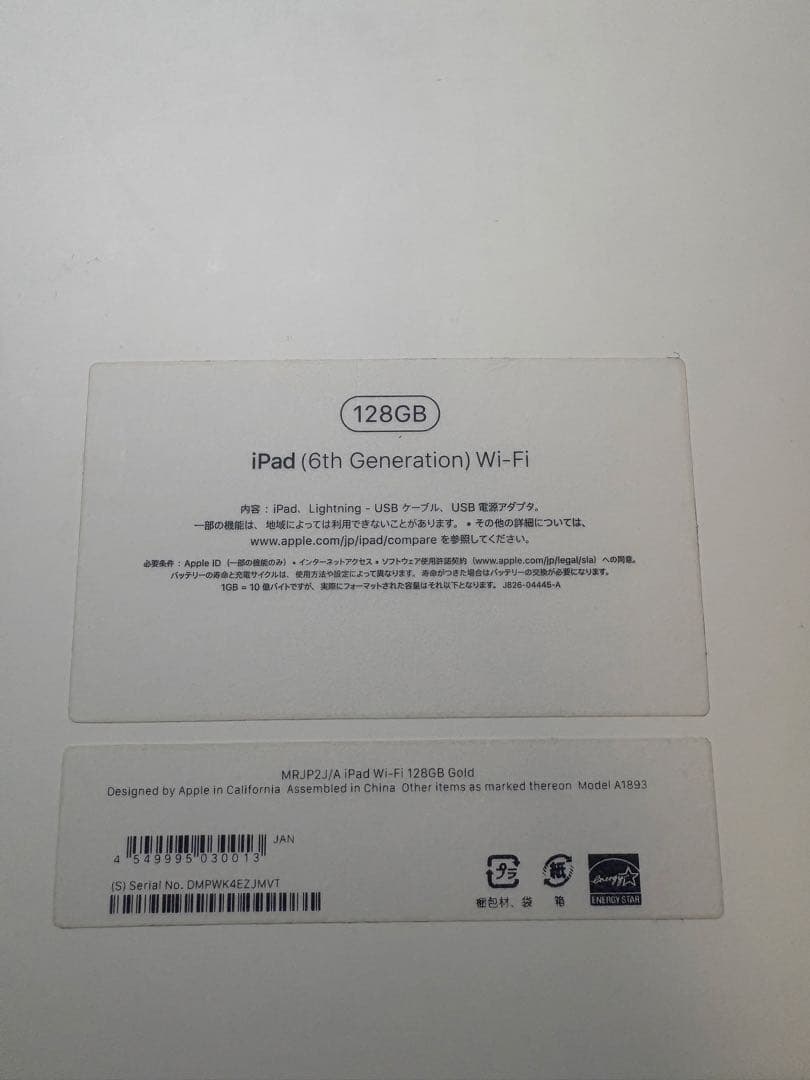 128GB
iPad (6th Generation) Wi-Fi
内容：iPad、Lightning - USB ケーブル、USB 電源アダプタ。
一部の機能は、地域によっては利用できないことがあります。• その他の詳細については、
www.apple.com/jp/ipad/compare を参照してください。
必要条件：Apple ID（一部の機能のみ）• インターネットアクセス • ソフトウェア使用許諾契約（www.apple.com/jp/legal/sla）への同意。
バッテリーの寿命と充電サイクルは、使用方法や設定によって異なります。寿命がつきた場合はバッテリーの交換が必要になります。
1GB = 10 億バイトですが、実際にフォーマットされた容量はそれ以下となります。J826-04445-A
MRJP2J/A iPad Wi-Fi 128GB Gold
Designed by Apple in California Assembled in China Other items as marked thereon Model A1893
JAN
4 549995 030013
(S) Serial No. DMPWK4EZJMVT
プラ
紙
energy
ENERGY STAR
梱包材、袋
箱